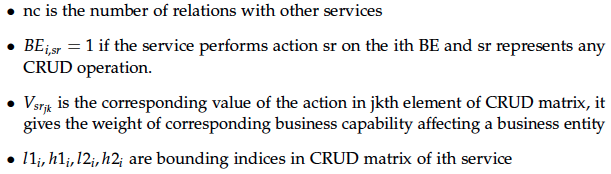 • nc is the number of relations with other services
• BE_{i,sr} = 1 if the service performs action sr on the ith BE and sr represents any
CRUD operation.
• V_{sr_{jk}} is the corresponding value of the action in jkth element of CRUD matrix, it
gives the weight of corresponding business capability affecting a business entity
• l1_i, h1_i, l2_i, h2_i are bounding indices in CRUD matrix of ith service